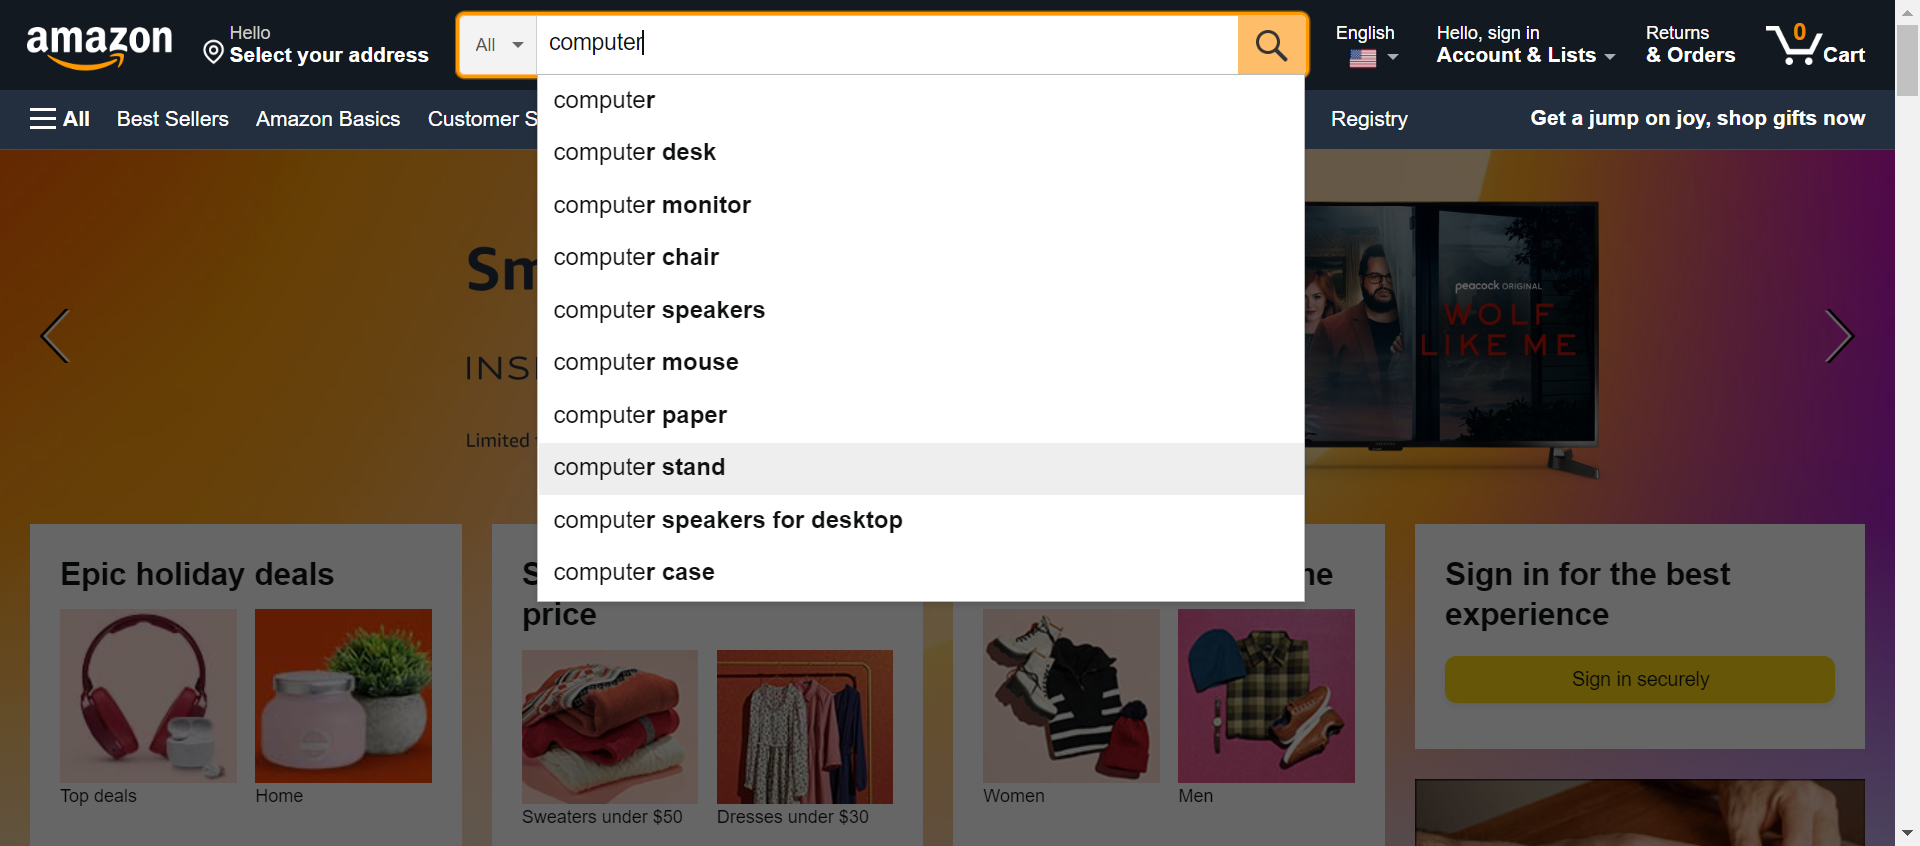 amazon
Hello
Select your address
All
computer
English
Hello, sign in
Account & Lists
Returns
& Orders
0
Cart
All
Best Sellers
Amazon Basics
Customer S
Registry
Get a jump on joy, shop gifts now
computer
computer desk
computer monitor
computer chair
computer speakers
computer mouse
computer paper
computer stand
computer speakers for desktop
computer case
Sm
INSI
Limited
peacock ORIGINAL
WOLF
LIKE ME
Epic holiday deals
Top deals
Home
S
price
Sweaters under $50
Dresses under $30
ne
Women
Men
Sign in for the best
experience
Sign in securely